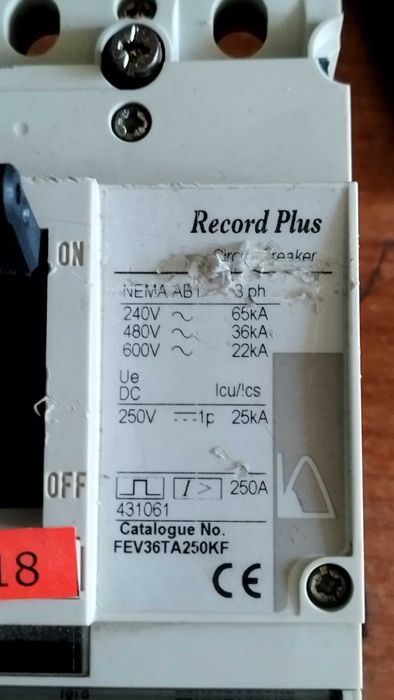 Record Plus
Circuit Breaker
ON
NEMA AB1 3 ph
240V ~ 65kA
480V ~ 36kA
600V ~ 22kA
Ue
DC Icu/Ics
250V ⎓ 1p 25kA
OFF
I > 250A
431061
Catalogue No.
FEV36TA250KF
18
CE